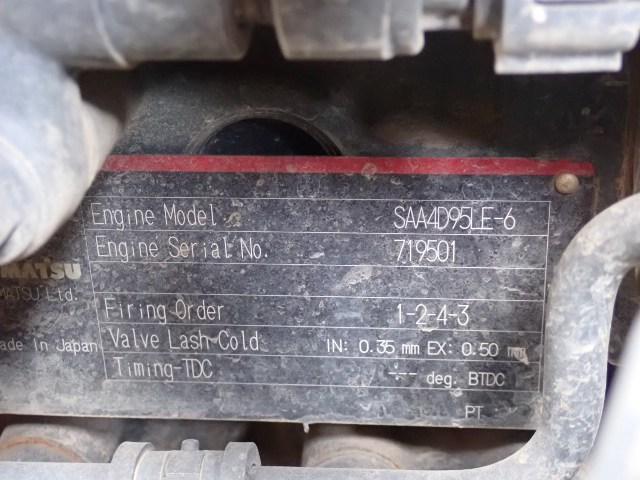 Engine Model SAA4D95LE-6
Engine Serial No. 719501
MATSU
MATSU Ltd.
Firing Order 1-2-4-3
Valve Lash Cold IN: 0.35 mm EX: 0.50 mm
ade In Japan
Timing-TDC --- deg. BTDC
PT